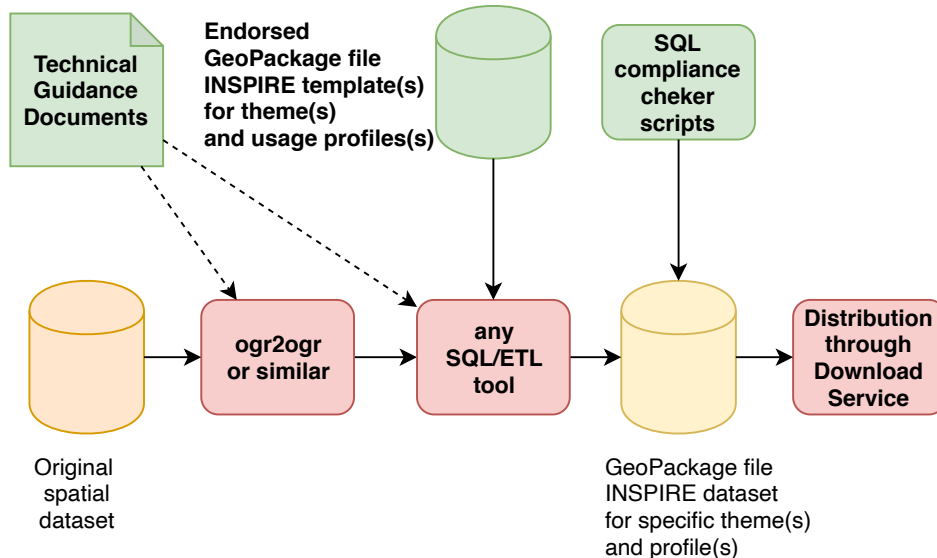 Technical
Guidance
Documents
Endorsed
GeoPackage file
INSPIRE template(s)
for theme(s)
and usage profiles(s)
SQL
compliance
cheker
scripts
ogr2ogr
or similar
any
SQL/ETL
tool
Distribution
through
Download
Service
Original
spatial
dataset
GeoPackage file
INSPIRE dataset
for specific theme(s)
and profile(s)